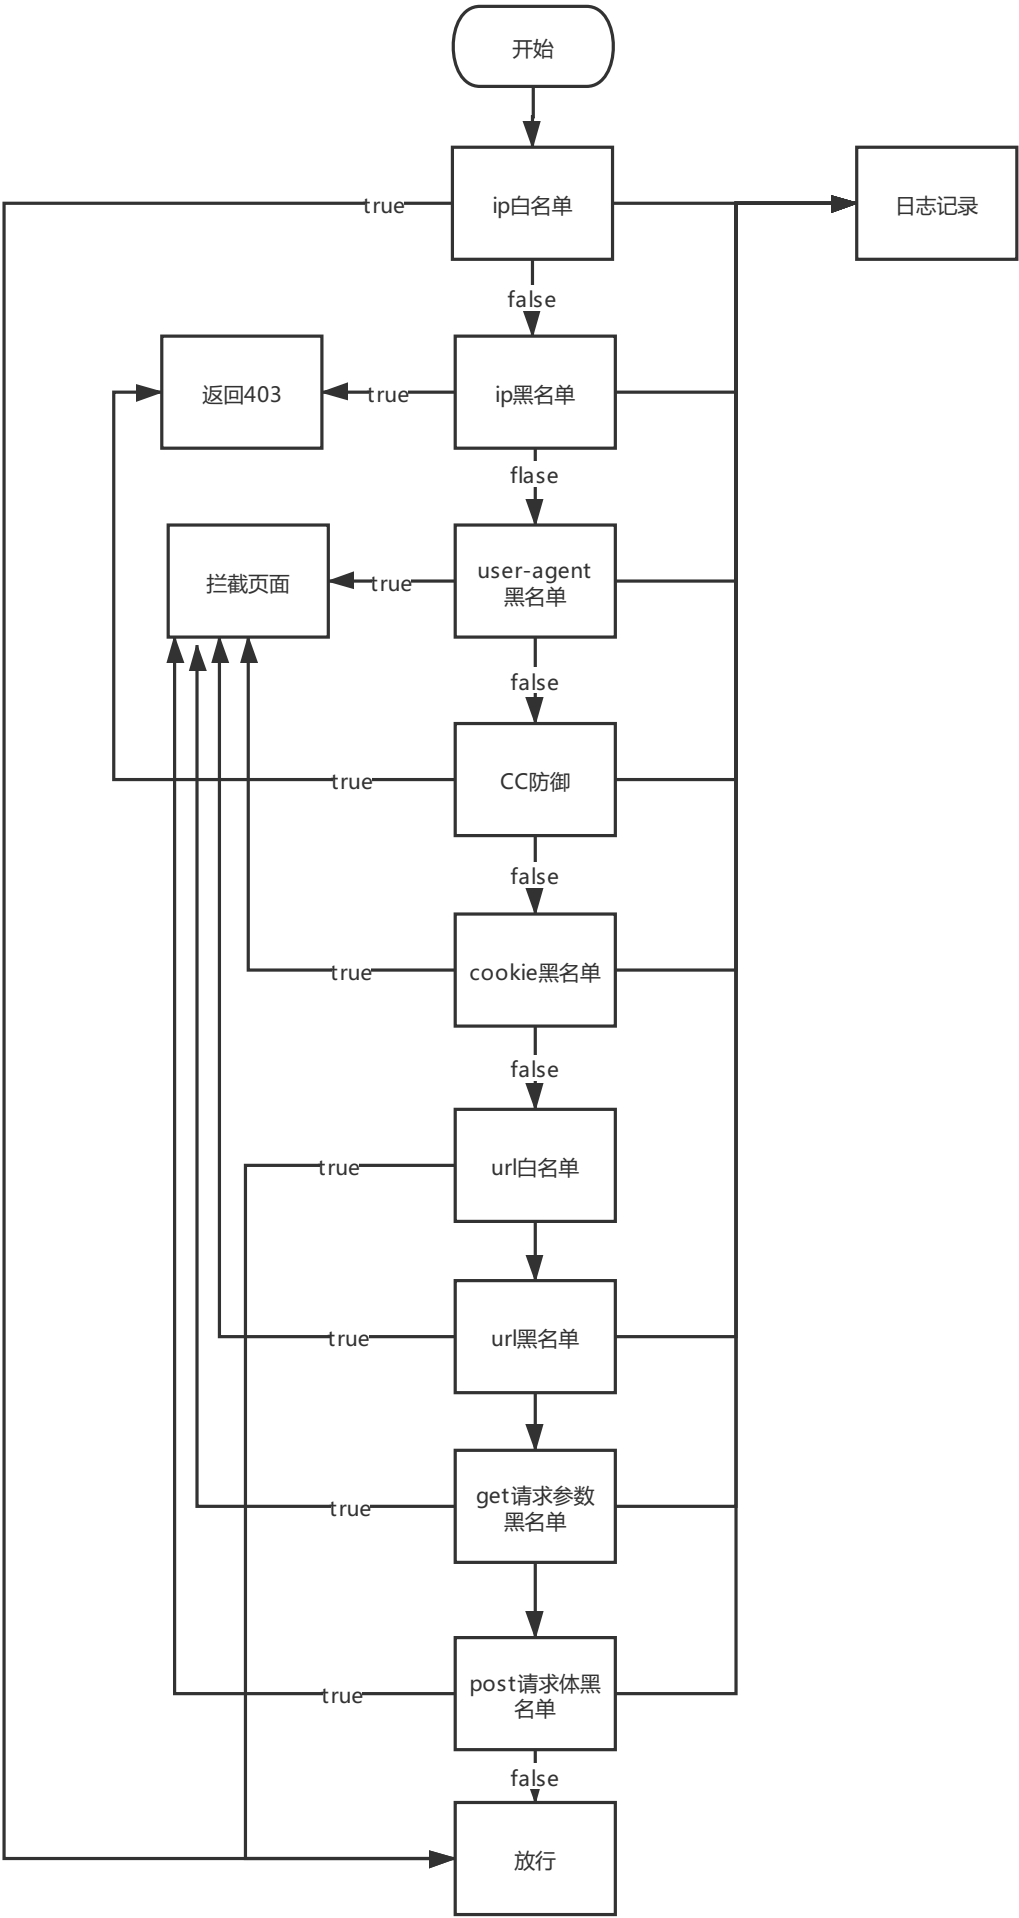 开始
true
ip白名单
日志记录
false
返回403
true
ip黑名单
flase
拦截页面
true
user-agent
黑名单
false
true
CC防御
false
true
cookie黑名单
false
true
url白名单
true
url黑名单
true
get请求参数
黑名单
true
post请求体黑
名单
false
放行